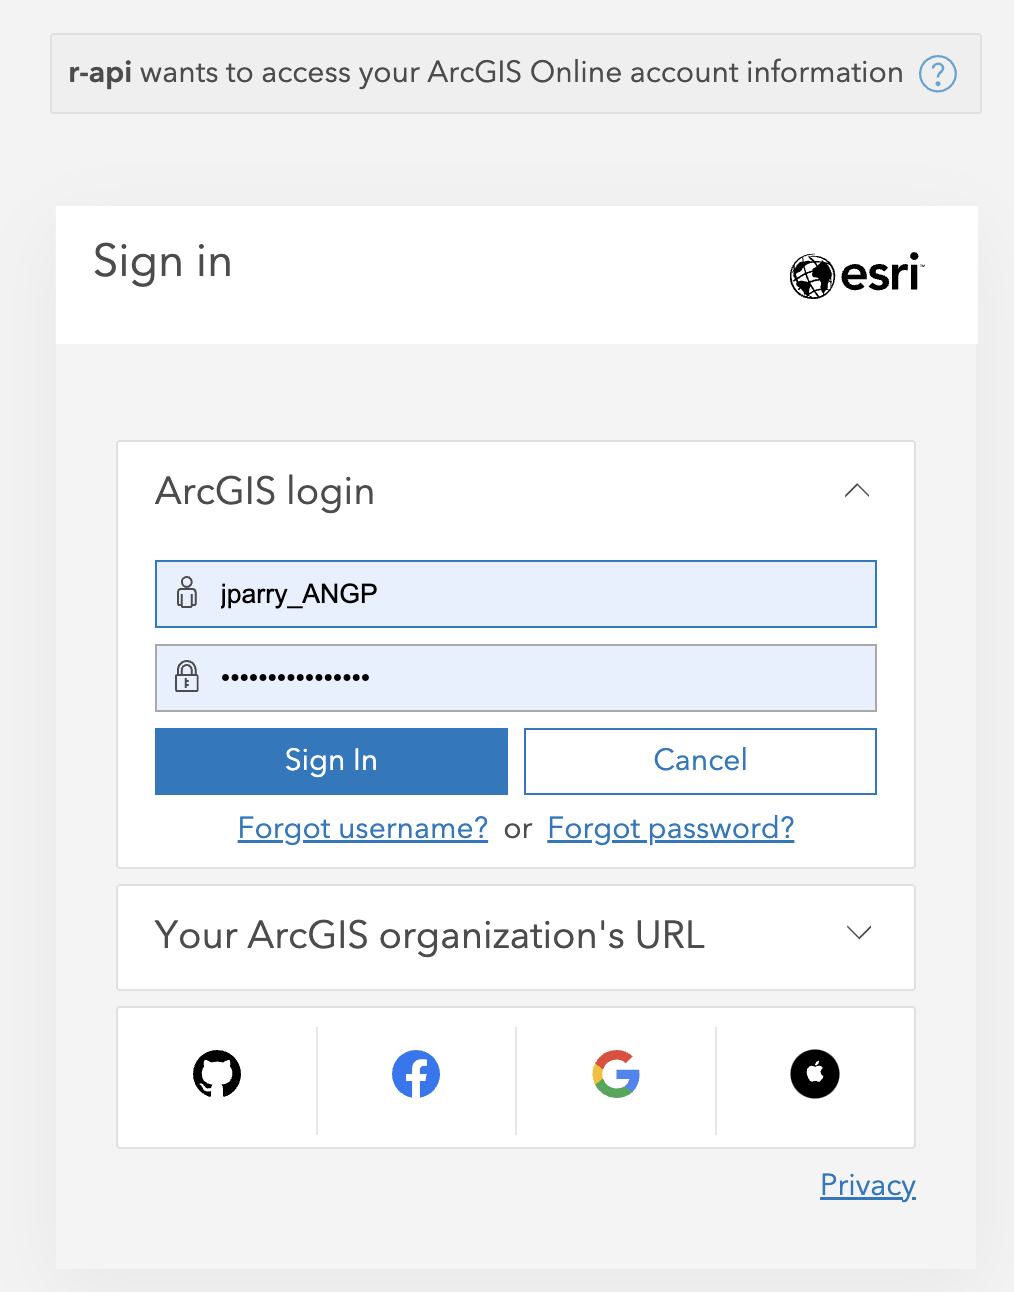 r-api wants to access your ArcGIS Online account information ?
Sign in
esri™
ArcGIS login
jparry_ANGP
••••••••••••••••
Sign In Cancel
Forgot username? or Forgot password?
Your ArcGIS organization's URL
Privacy